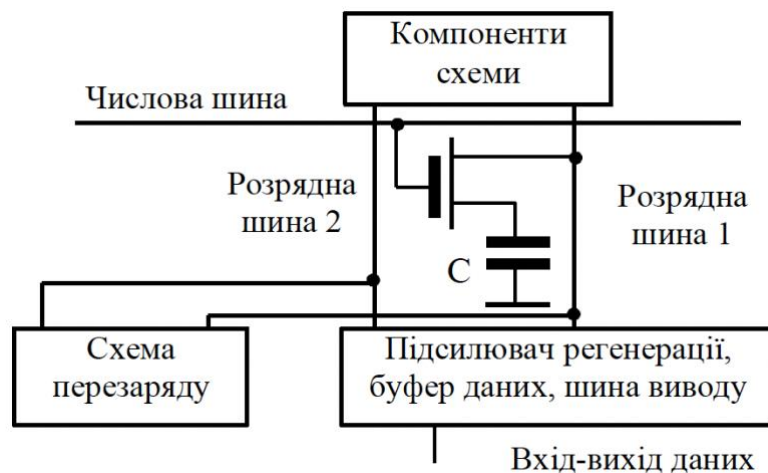 Компоненти
схеми
Числова шина
Розрядна
шина 2
Розрядна
шина 1
С
Схема
перезаряду
Підсилювач регенерації,
буфер даних, шина виводу
Вхід-вихід даних